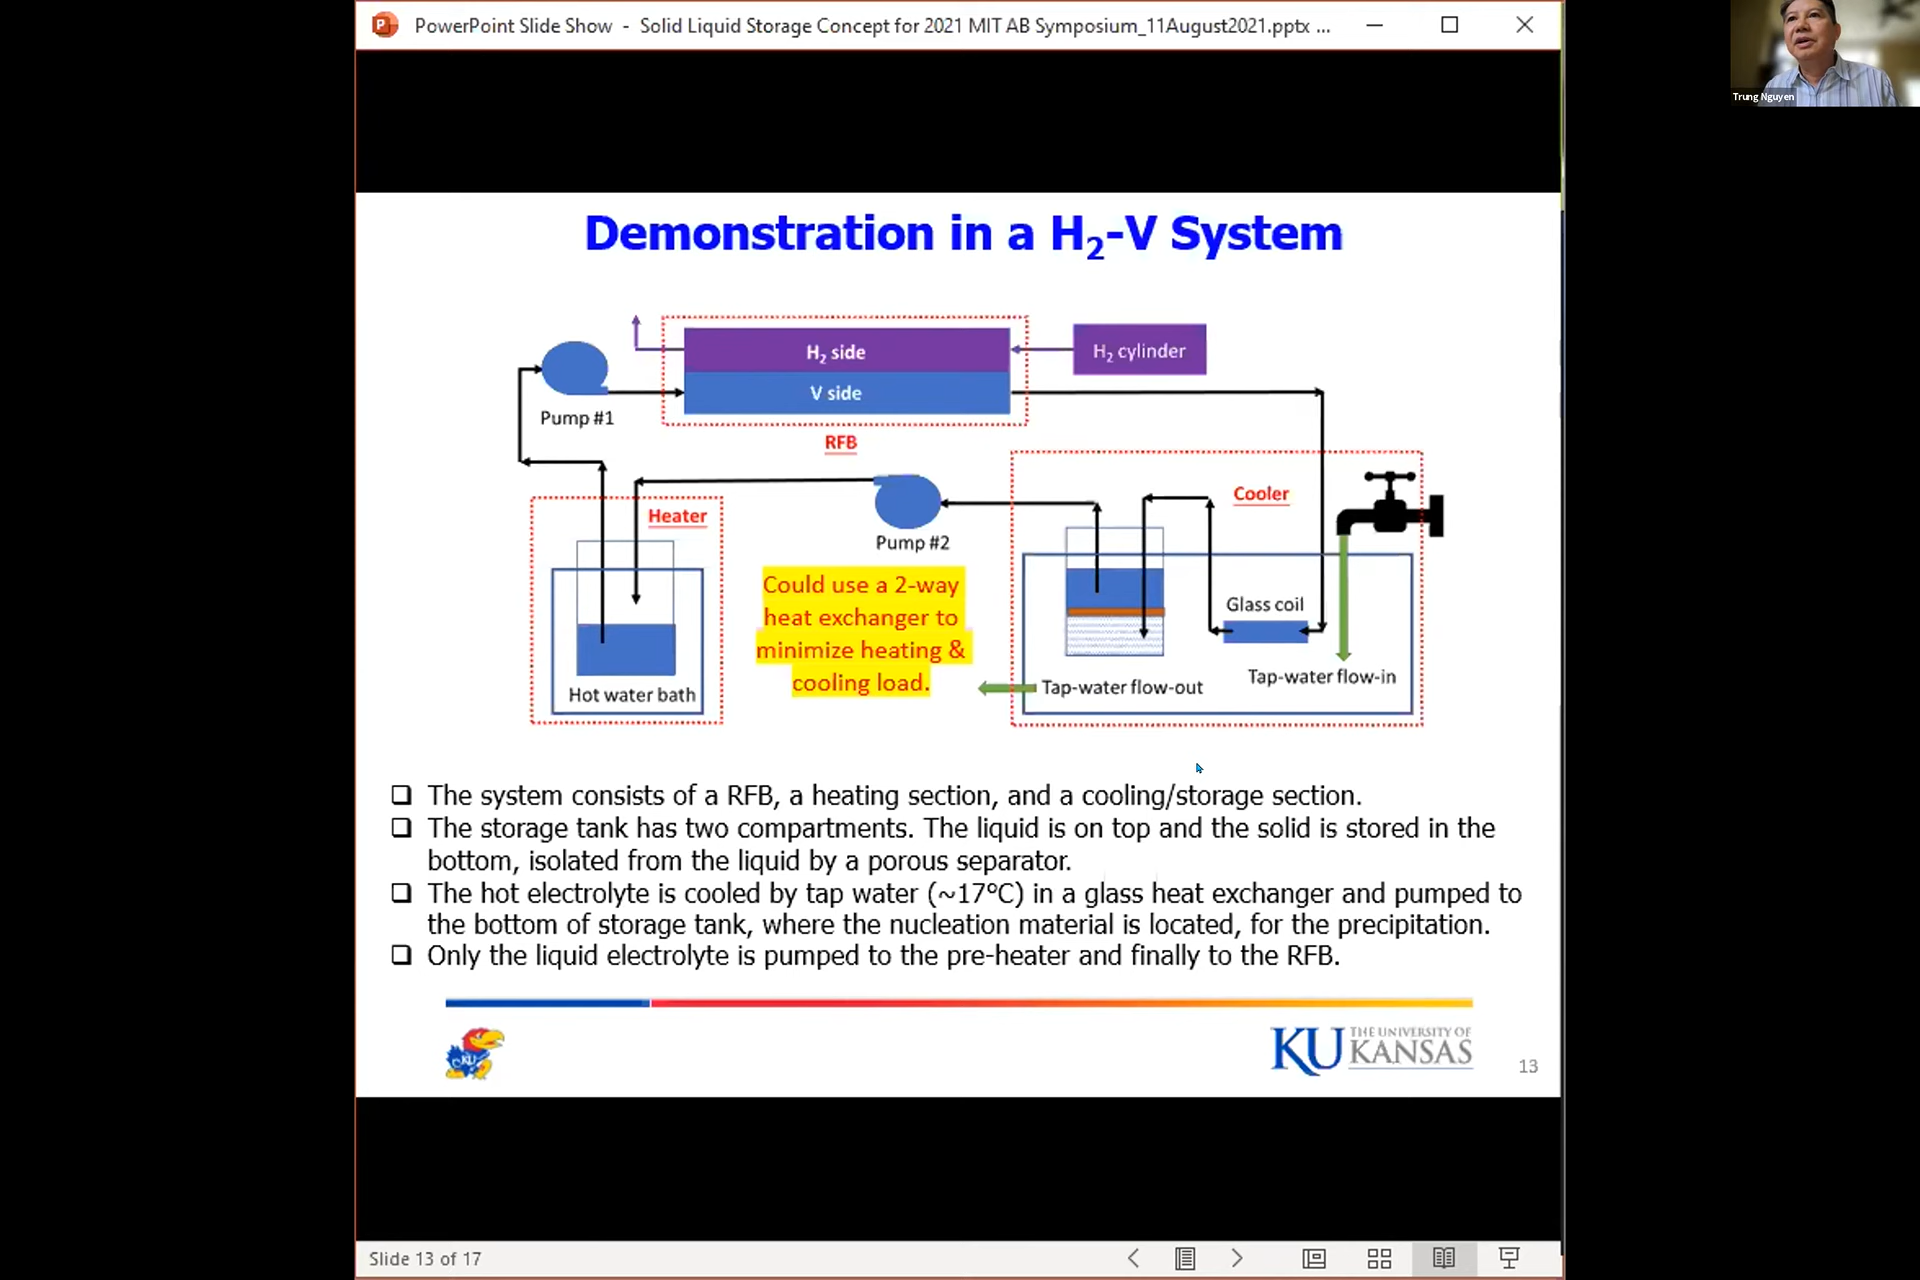 PowerPoint Slide Show - Solid Liquid Storage Concept for 2021 MIT AB Symposium_11August2021.pptx ...
Trung Nguyen
Demonstration in a H₂-V System
H₂ side
H₂ cylinder
V side
Pump #1
RFB
Cooler
Heater
Pump #2
Could use a 2-way
heat exchanger to
minimize heating &
cooling load.
Glass coil
Hot water bath
Tap-water flow-out
Tap-water flow-in
❑ The system consists of a RFB, a heating section, and a cooling/storage section.
❑ The storage tank has two compartments. The liquid is on top and the solid is stored in the
bottom, isolated from the liquid by a porous separator.
❑ The hot electrolyte is cooled by tap water (~17°C) in a glass heat exchanger and pumped to
the bottom of storage tank, where the nucleation material is located, for the precipitation.
❑ Only the liquid electrolyte is pumped to the pre-heater and finally to the RFB.
KU
KU THE UNIVERSITY OF
KANSAS
13
Slide 13 of 17